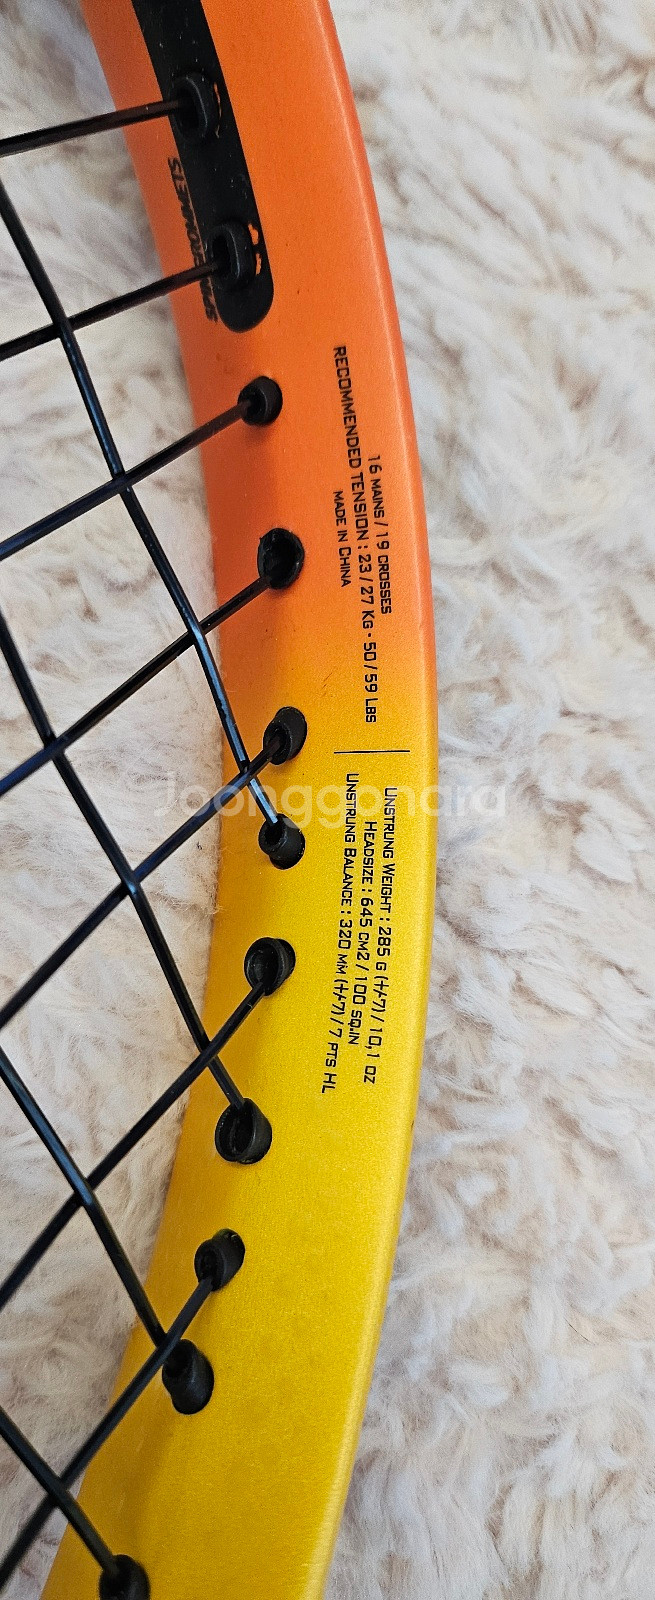 SPEEDGROMMETS
16 MAINS / 19 CROSSES
RECOMMENDED TENSION : 23 / 27 KG - 50 / 59 LBS
MADE IN CHINA
UNSTRUNG WEIGHT : 285 G (+/-7) / 10,1 OZ
HEADSIZE : 645 CM2 / 100 SQ.IN
UNSTRUNG BALANCE : 320 MM (+/-7) / 7 PTS HL
Joonggonara